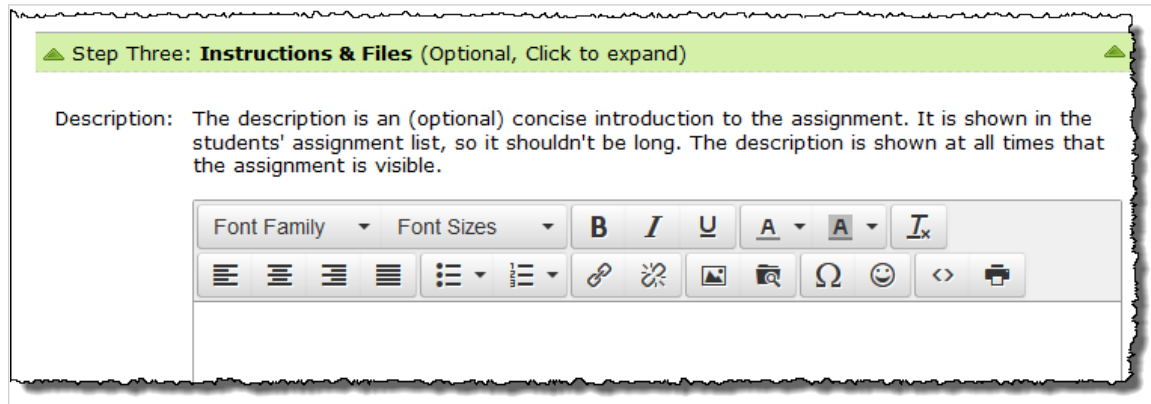 Step Three: Instructions & Files (Optional, Click to expand)
Description: The description is an (optional) concise introduction to the assignment. It is shown in the
students' assignment list, so it shouldn't be long. The description is shown at all times that
the assignment is visible.
Font Family Font Sizes B I U A A Ix
Ω